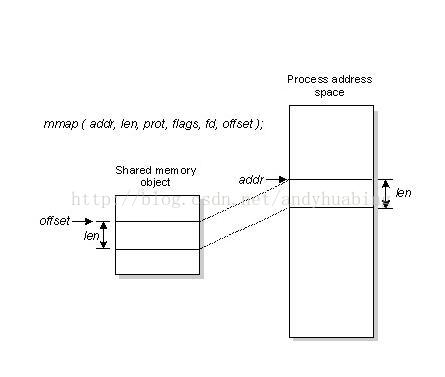 Process address
space
mmap ( addr, len, prot, flags, fd, offset );
Shared memory
object
addr
len
http://blog.csdn.net/andyhuabin
offset
len